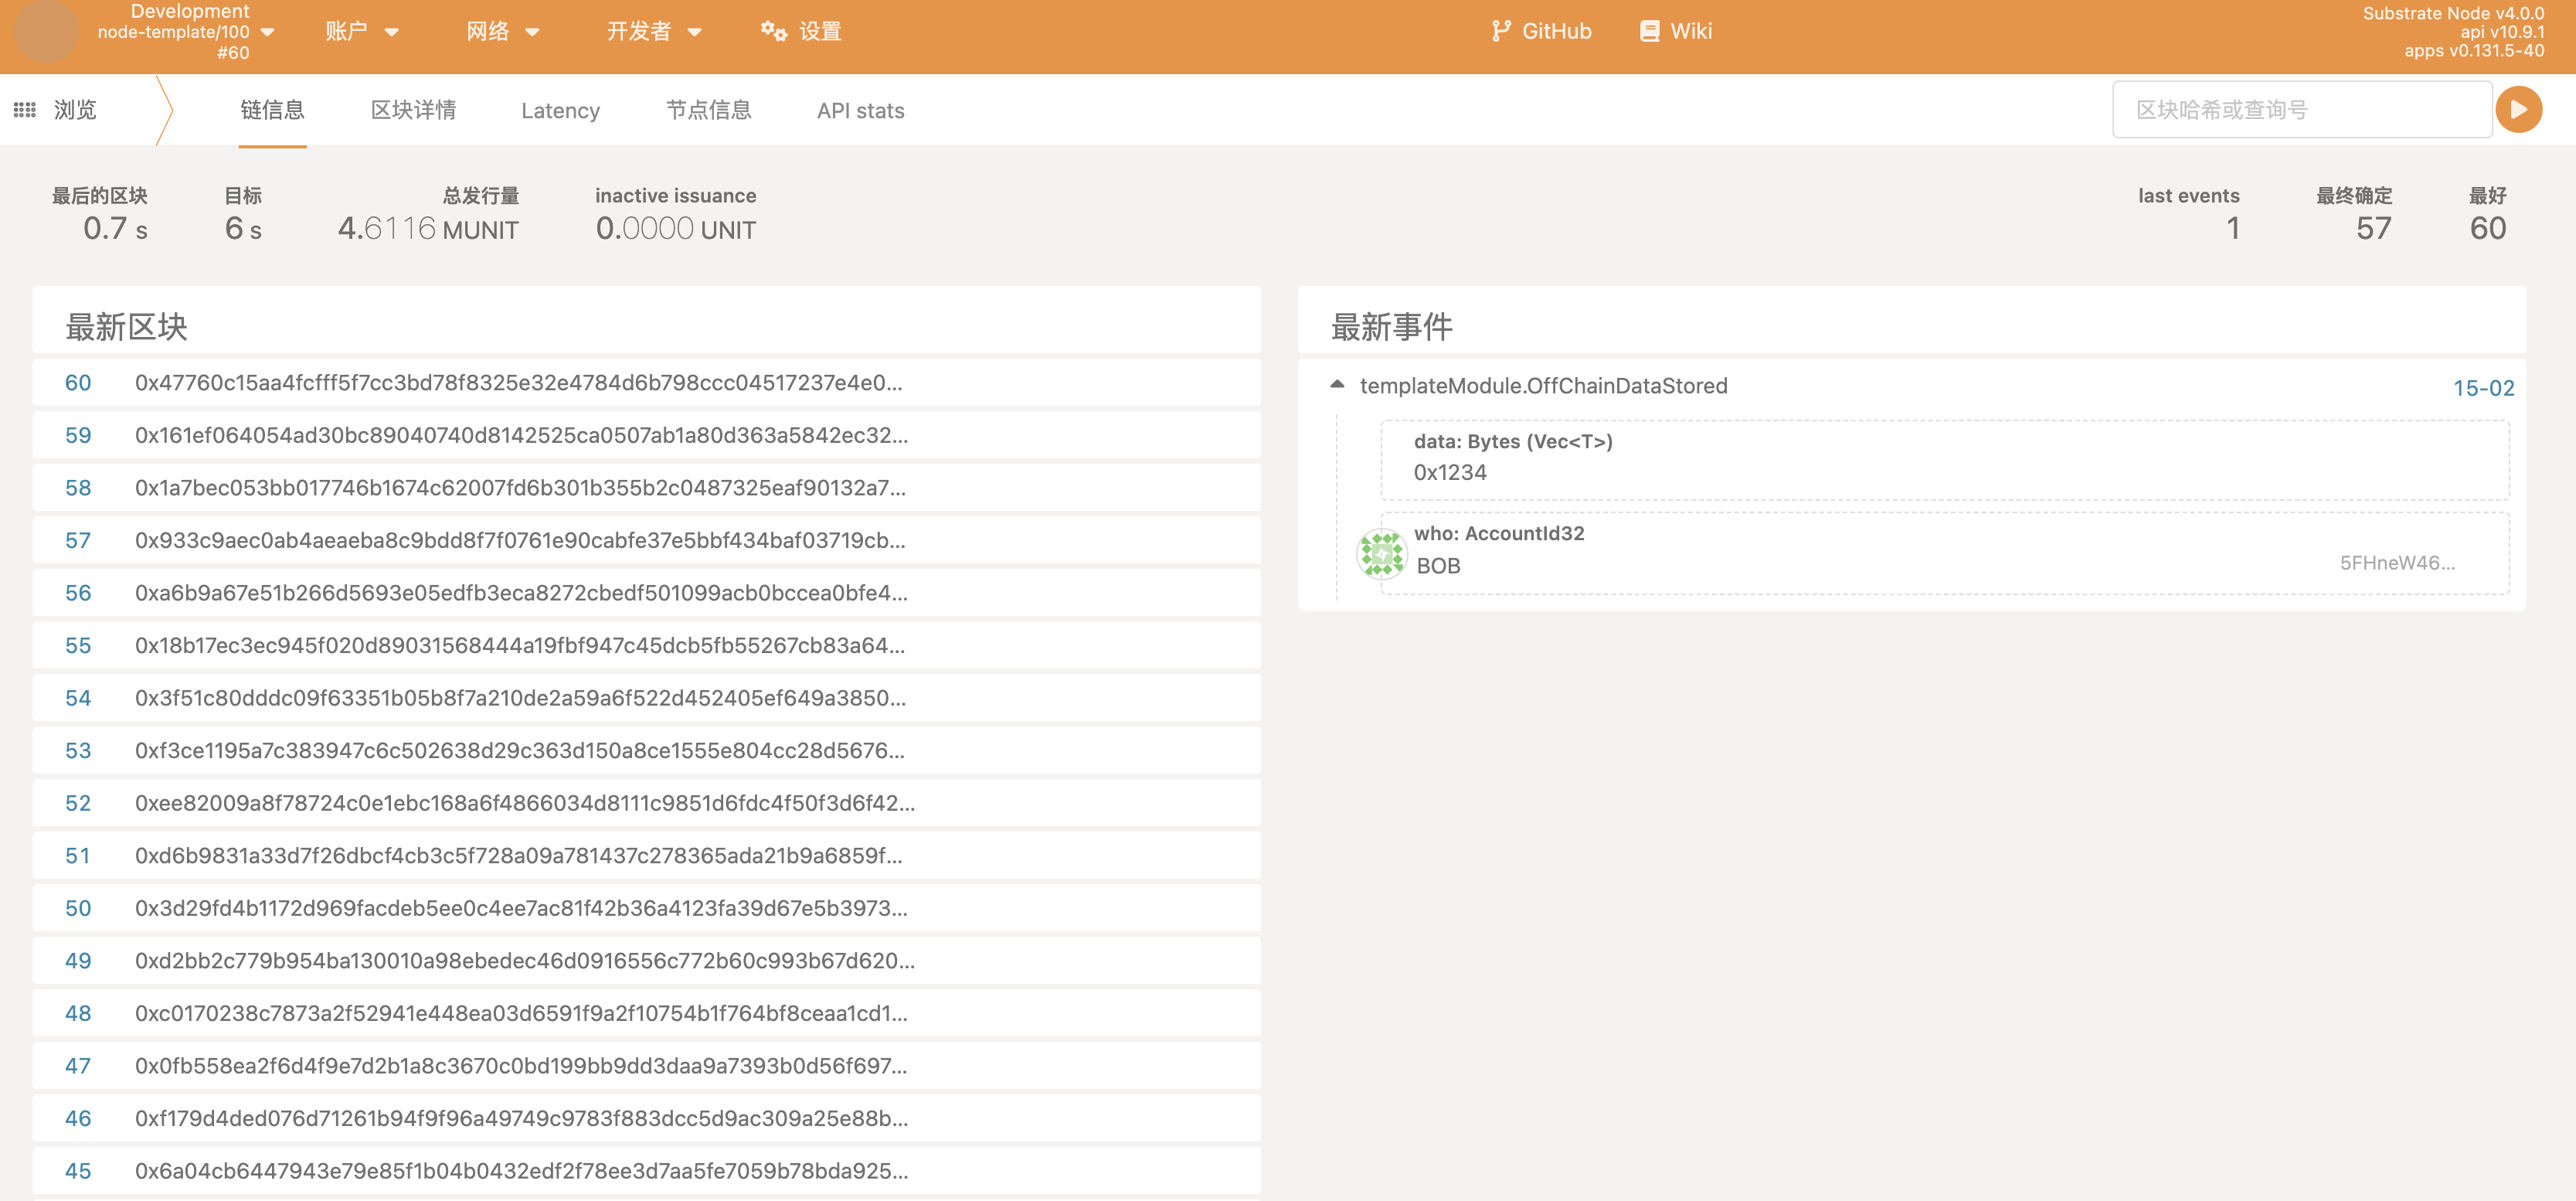 Development
node-template/100
#60
账户
网络
开发者
设置
GitHub
Wiki
Substrate Node v4.0.0
api v10.9.1
apps v0.131.5-40
浏览
链信息
区块详情
Latency
节点信息
API stats
区块哈希或查询号
最后的区块
0.7 s
目标
6 s
总发行量
4.6116 MUNIT
inactive issuance
0.0000 UNIT
last events
1
最终确定
57
最好
60
最新区块
60 0x47760c15aa4fcfff5f7cc3bd78f8325e32e4784d6b798ccc04517237e4e0...
59 0x161ef064054ad30bc89040740d8142525ca0507ab1a80d363a5842ec32...
58 0x1a7bec053bb017746b1674c62007fd6b301b355b2c0487325eaf90132a7...
57 0x933c9aec0ab4aeaeba8c9bdd8f7f0761e90cabfe37e5bbf434baf03719cb...
56 0xa6b9a67e51b266d5693e05edfb3eca8272cbedf501099acb0bccea0bfe4...
55 0x18b17ec3ec945f020d89031568444a19fbf947c45dcb5fb55267cb83a64...
54 0x3f51c80dddc09f63351b05b8f7a210de2a59a6f522d452405ef649a3850...
53 0xf3ce1195a7c383947c6c502638d29c363d150a8ce1555e804cc28d5676...
52 0xee82009a8f78724c0e1ebc168a6f4866034d8111c9851d6fdc4f50f3d6f42...
51 0xd6b9831a33d7f26dbcf4cb3c5f728a09a781437c278365ada21b9a6859f...
50 0x3d29fd4b1172d969facdeb5ee0c4ee7ac81f42b36a4123fa39d67e5b3973...
49 0xd2bb2c779b954ba130010a98ebedec46d0916556c772b60c993b67d620...
48 0xc0170238c7873a2f52941e448ea03d6591f9a2f10754b1f764bf8ceaa1cd1...
47 0x0fb558ea2f6d4f9e7d2b1a8c3670c0bd199bb9dd3daa9a7393b0d56f697...
46 0xf179d4ded076d71261b94f9f96a49749c9783f883dcc5d9ac309a25e88b...
45 0x6a04cb6447943e79e85f1b04b0432edf2f78ee3d7aa5fe7059b78bda925...
最新事件
templateModule.OffChainDataStored
15-02
data: Bytes (Vec<T>)
0x1234
who: AccountId32
BOB
5FHneW46...